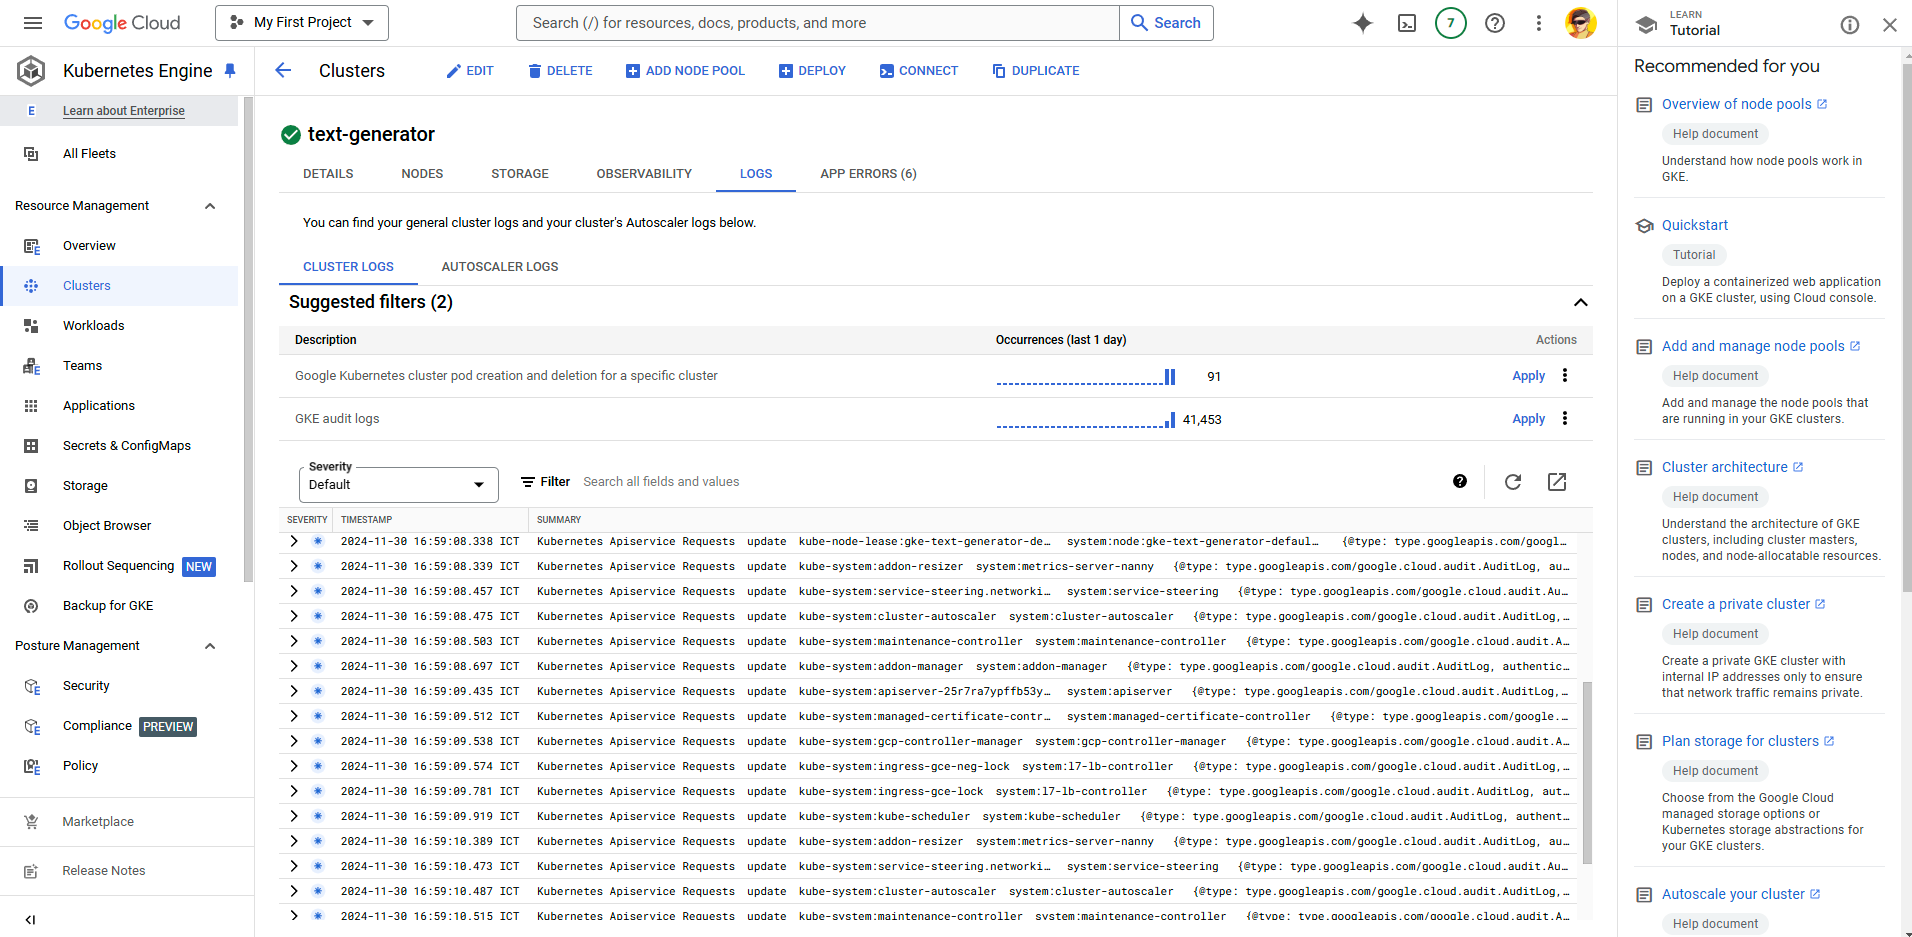 Google Cloud
My First Project
Search (/) for resources, docs, products, and more
Search
7
LEARN
Tutorial
Kubernetes Engine
E Learn about Enterprise
All Fleets
Resource Management
Overview
Clusters
Workloads
Teams
Applications
Secrets & ConfigMaps
Storage
Object Browser
Rollout Sequencing NEW
Backup for GKE
Posture Management
Security
Compliance PREVIEW
Policy
Marketplace
Release Notes
Clusters
EDIT DELETE ADD NODE POOL DEPLOY CONNECT DUPLICATE
text-generator
DETAILS NODES STORAGE OBSERVABILITY LOGS APP ERRORS (6)
You can find your general cluster logs and your cluster's Autoscaler logs below.
CLUSTER LOGS AUTOSCALER LOGS
Suggested filters (2)
Description Occurrences (last 1 day) Actions
Google Kubernetes cluster pod creation and deletion for a specific cluster 91 Apply
GKE audit logs 41,453 Apply
Severity
Default
Filter Search all fields and values
SEVERITY TIMESTAMP SUMMARY
2024-11-30 16:59:08.338 ICT Kubernetes Apiservice Requests update kube-node-lease:gke-text-generator-de… system:node:gke-text-generator-defaul… {@type: type.googleapis.com/googl…
2024-11-30 16:59:08.339 ICT Kubernetes Apiservice Requests update kube-system:addon-resizer system:metrics-server-nanny {@type: type.googleapis.com/google.cloud.audit.AuditLog, au…
2024-11-30 16:59:08.457 ICT Kubernetes Apiservice Requests update kube-system:service-steering.networki… system:service-steering {@type: type.googleapis.com/google.cloud.audit.Au…
2024-11-30 16:59:08.475 ICT Kubernetes Apiservice Requests update kube-system:cluster-autoscaler system:cluster-autoscaler {@type: type.googleapis.com/google.cloud.audit.AuditLog,…
2024-11-30 16:59:08.503 ICT Kubernetes Apiservice Requests update kube-system:maintenance-controller system:maintenance-controller {@type: type.googleapis.com/google.cloud.audit.A…
2024-11-30 16:59:08.697 ICT Kubernetes Apiservice Requests update kube-system:addon-manager system:addon-manager {@type: type.googleapis.com/google.cloud.audit.AuditLog, authentic…
2024-11-30 16:59:09.435 ICT Kubernetes Apiservice Requests update kube-system:apiserver-25r7ra7ypffb53y… system:apiserver {@type: type.googleapis.com/google.cloud.audit.AuditLog,…
2024-11-30 16:59:09.512 ICT Kubernetes Apiservice Requests update kube-system:managed-certificate-contr… system:managed-certificate-controller {@type: type.googleapis.com/google.…
2024-11-30 16:59:09.538 ICT Kubernetes Apiservice Requests update kube-system:gcp-controller-manager system:gcp-controller-manager {@type: type.googleapis.com/google.cloud.audit.A…
2024-11-30 16:59:09.574 ICT Kubernetes Apiservice Requests update kube-system:ingress-gce-neg-lock system:l7-lb-controller {@type: type.googleapis.com/google.cloud.audit.AuditLog,…
2024-11-30 16:59:09.781 ICT Kubernetes Apiservice Requests update kube-system:ingress-gce-lock system:l7-lb-controller {@type: type.googleapis.com/google.cloud.audit.AuditLog, aut…
2024-11-30 16:59:09.919 ICT Kubernetes Apiservice Requests update kube-system:kube-scheduler system:kube-scheduler {@type: type.googleapis.com/google.cloud.audit.AuditLog, authent…
2024-11-30 16:59:10.389 ICT Kubernetes Apiservice Requests update kube-system:addon-resizer system:metrics-server-nanny {@type: type.googleapis.com/google.cloud.audit.AuditLog, au…
2024-11-30 16:59:10.473 ICT Kubernetes Apiservice Requests update kube-system:service-steering.networki… system:service-steering {@type: type.googleapis.com/google.cloud.audit.Au…
2024-11-30 16:59:10.487 ICT Kubernetes Apiservice Requests update kube-system:cluster-autoscaler system:cluster-autoscaler {@type: type.googleapis.com/google.cloud.audit.AuditLog,…
2024-11-30 16:59:10.515 ICT Kubernetes Apiservice Requests update kube-system:maintenance-controller system:maintenance-controller {@type: type.googleapis.com/google.cloud.audit.A…
Recommended for you
Overview of node pools
Help document
Understand how node pools work in
GKE.
Quickstart
Tutorial
Deploy a containerized web application
on a GKE cluster, using Cloud console.
Add and manage node pools
Help document
Add and manage the node pools that
are running in your GKE clusters.
Cluster architecture
Help document
Understand the architecture of GKE
clusters, including cluster masters,
nodes, and node-allocatable resources.
Create a private cluster
Help document
Create a private GKE cluster with
internal IP addresses only to ensure
that network traffic remains private.
Plan storage for clusters
Help document
Choose from the Google Cloud
managed storage options or
Kubernetes storage abstractions for
your GKE clusters.
Autoscale your cluster
Help document